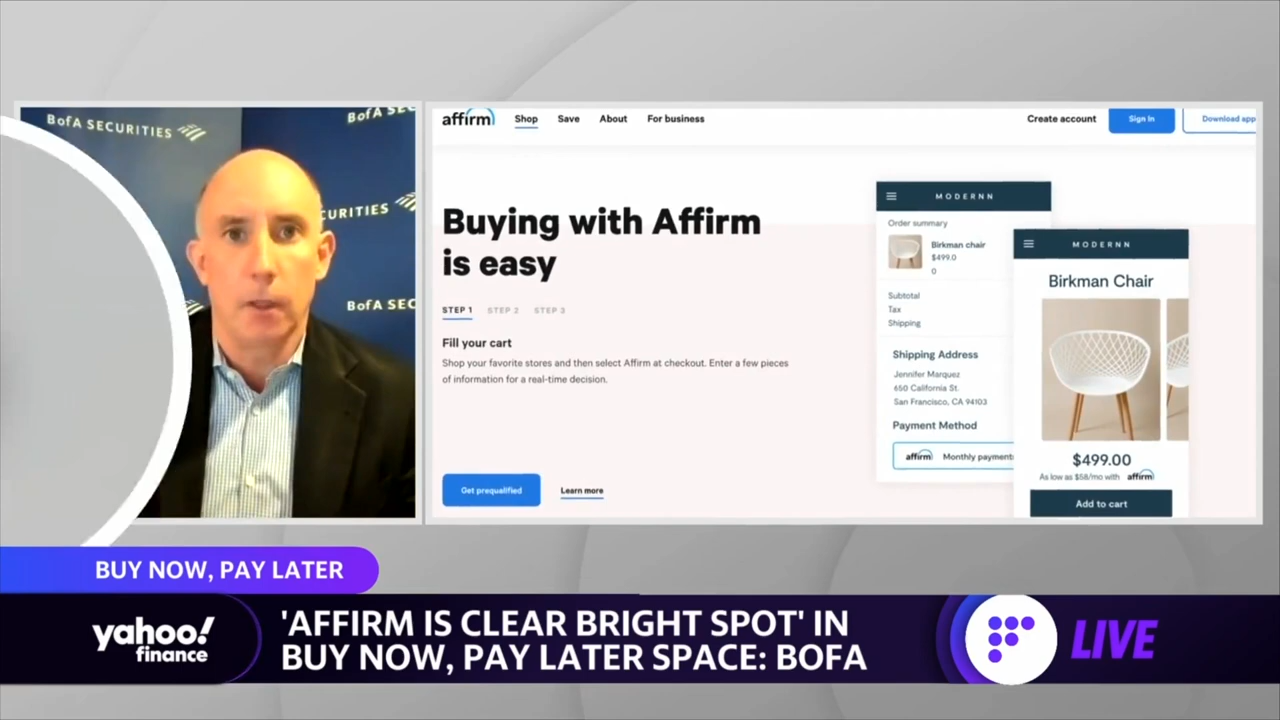 BofA SECURITIES
BofA SE
CURITIES
BofA SEC
affirm
Shop
Save
About
For business
Create account
Sign In
Download app
Buying with Affirm
is easy
STEP 1
STEP 2
STEP 3
Fill your cart
Shop your favorite stores and then select Affirm at checkout. Enter a few pieces
of information for a real-time decision.
Get prequalified
Learn more
MODERNN
Order summary
Birkman chair
$499.0
0
Subtotal
Tax
Shipping
Shipping Address
Jennifer Marquez
650 California St.
San Francisco, CA 94103
Payment Method
affirm Monthly payment
MODERNN
Birkman Chair
$499.00
As low as $58/mo with affirm
Add to cart
BUY NOW, PAY LATER
yahoo!
finance
'AFFIRM IS CLEAR BRIGHT SPOT' IN
BUY NOW, PAY LATER SPACE: BOFA
LIVE